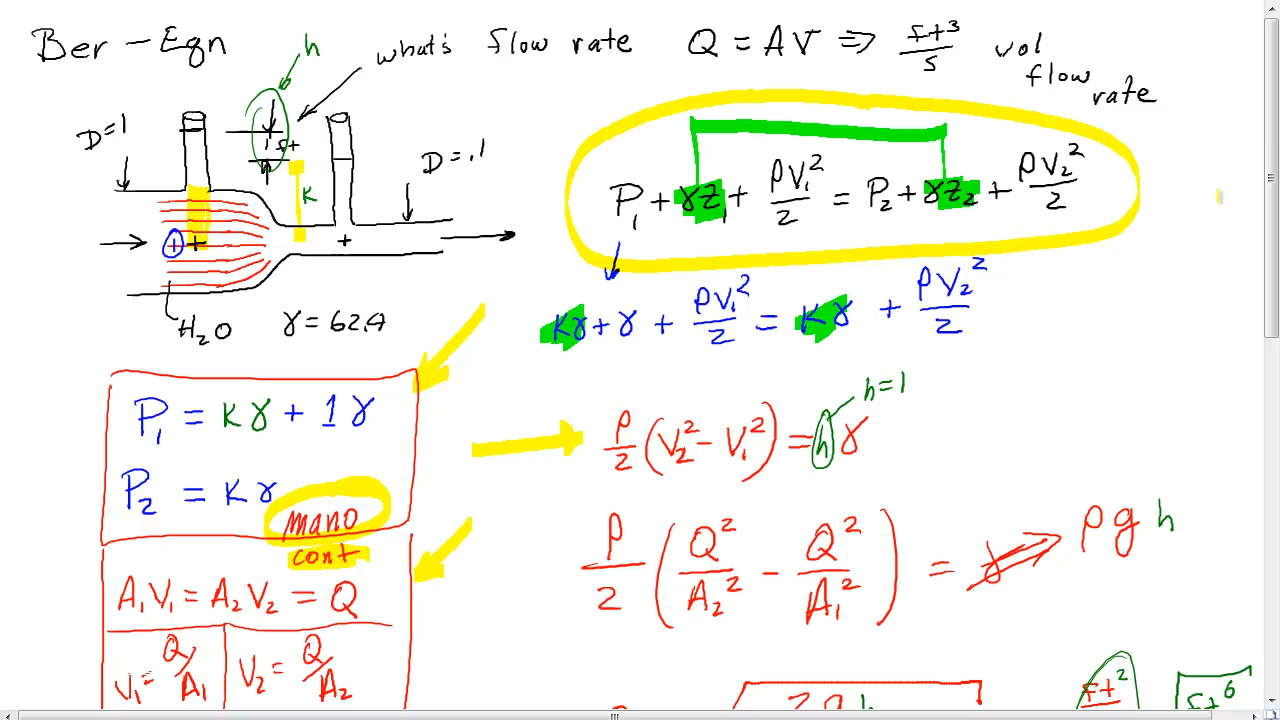 Ber - Eqn
what's flow rate Q = AV ⇒ ft³/s vol flow rate
h
D=1
1 ft
K
D=.1
H₂O γ = 62.4
P₁ + γz₁ + ρV₁²/2 = P₂ + γz₂ + ρV₂²/2
Kγ + γ + ρV₁²/2 = Kγ + ρV₂²/2
P₁ = Kγ + 1γ
P₂ = Kγ
mano
cont
A₁V₁ = A₂V₂ = Q
V₁ = Q/A₁
V₂ = Q/A₂
h=1
ρ/2 (V₂² - V₁²) = hγ
ρ/2 (Q²/A₂² - Q²/A₁²) = γ ρgh
ft²
ft⁶